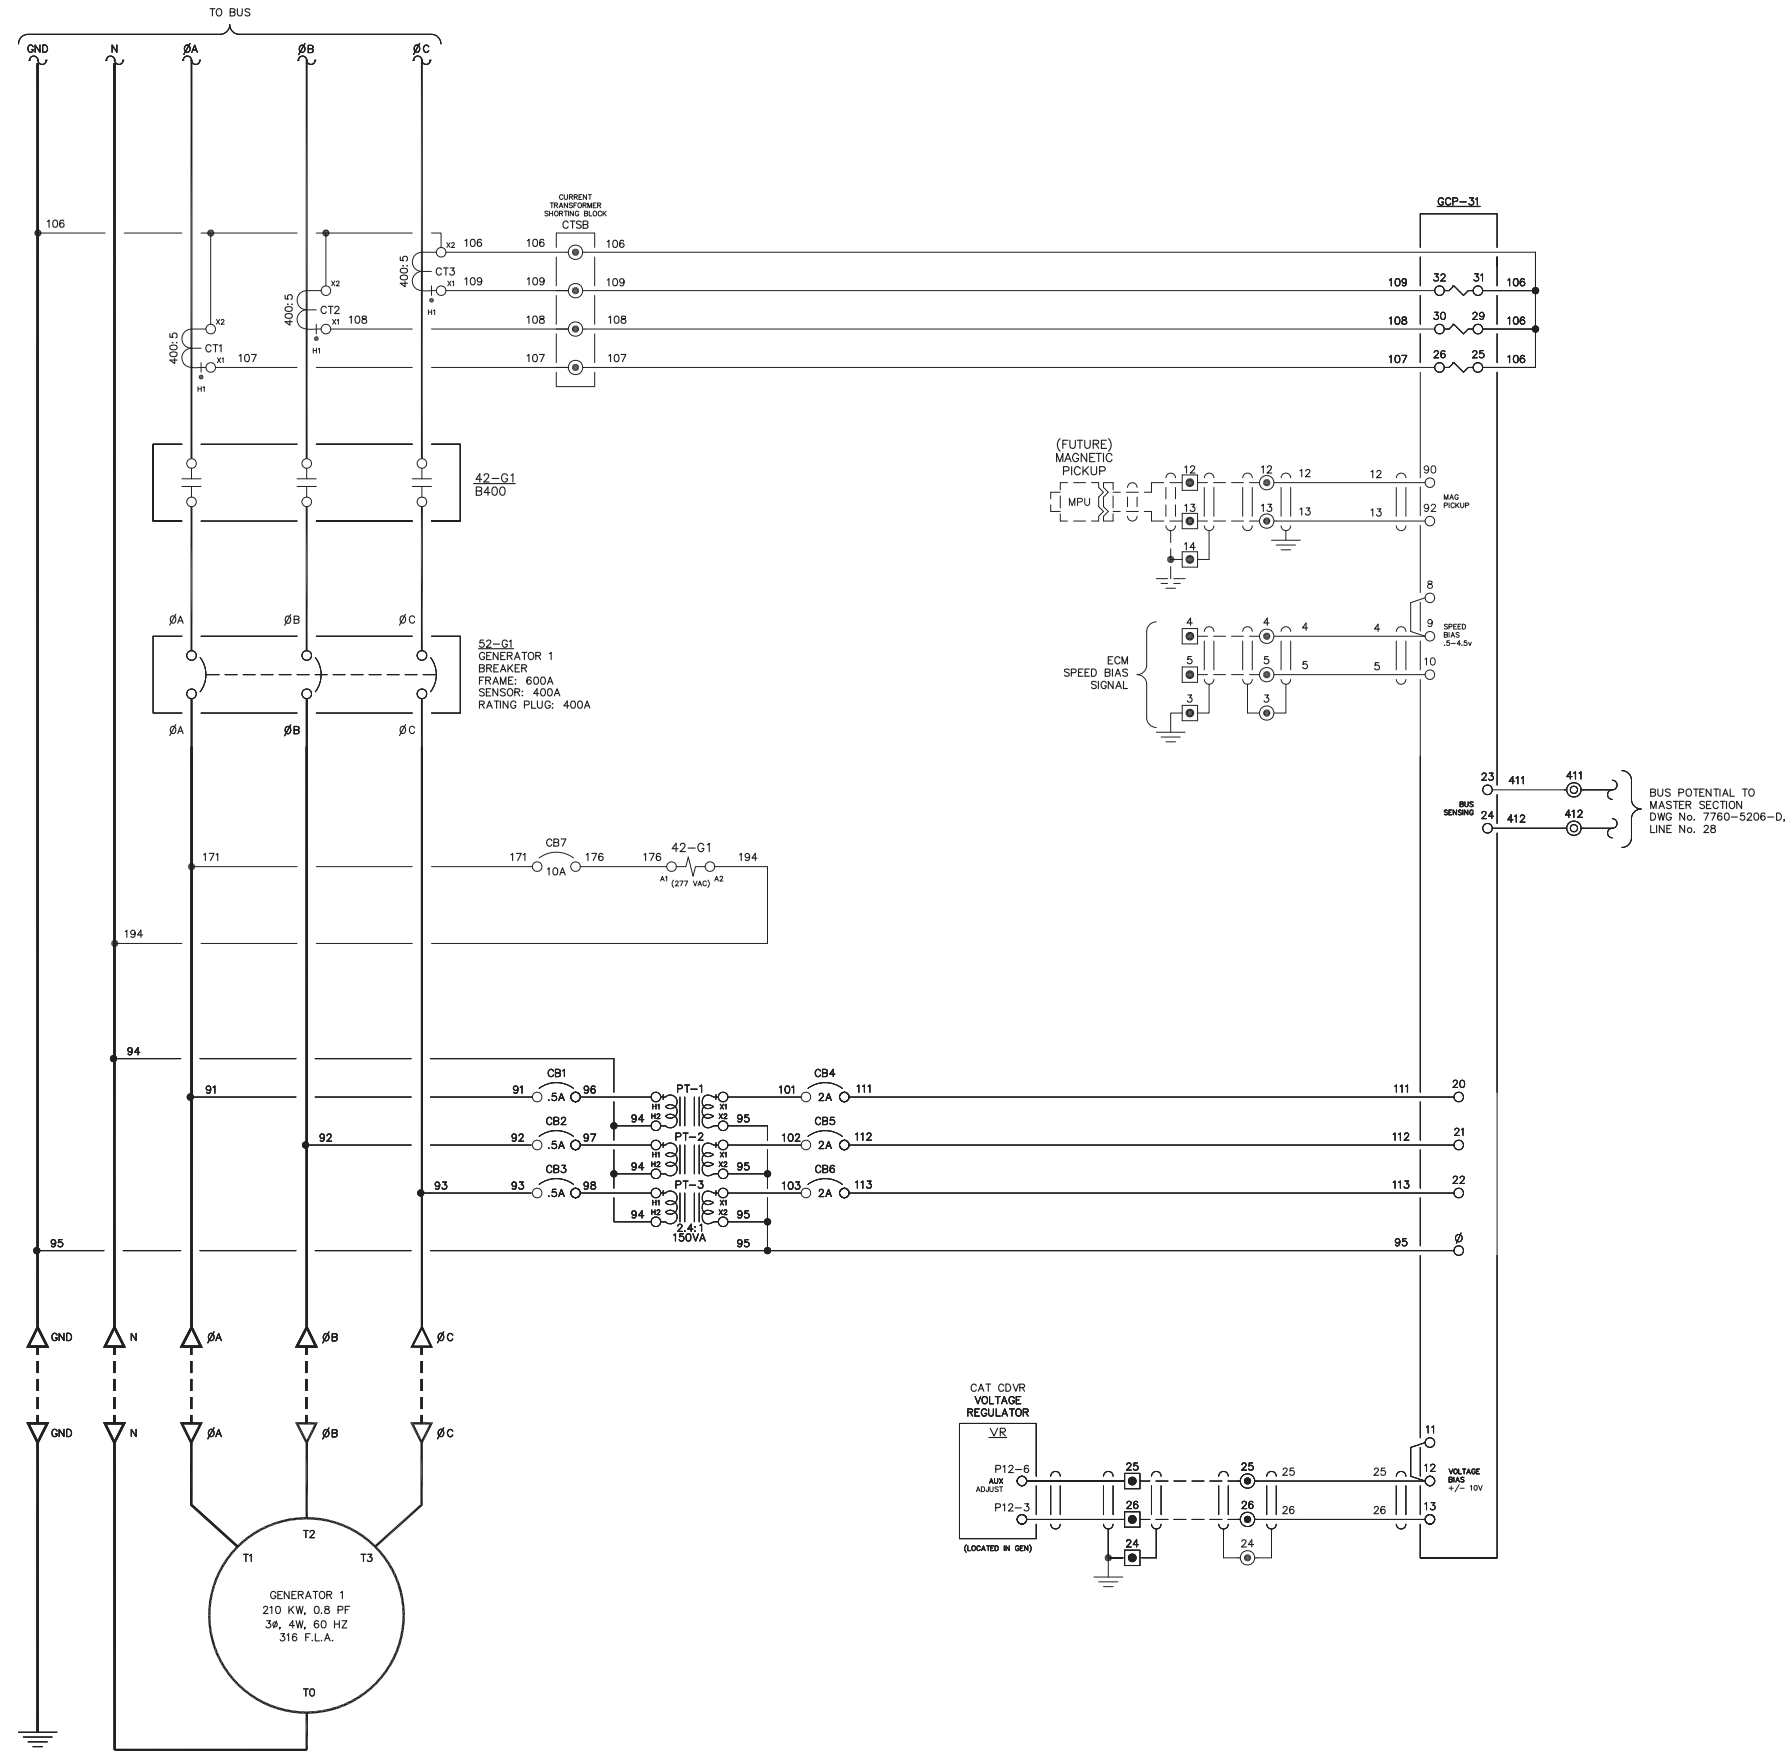 TO BUS
GND N ØA ØB ØC
106
CURRENT
TRANSFORMER
SHORTING BLOCK
CTSB
GCP-31
X2 106 106 106
400:5 CT3
X1 109 109 109 109 32 31 106
H1
X2
400:5 CT2
X1 108 108 108 108 30 29 106
H1
X2
400:5 CT1
X1 107 107 107 107 26 25 106
H1
42-G1
B400
(FUTURE)
MAGNETIC
PICKUP
MPU
12 12 12 12 90
MAG
PICKUP
13 13 13 13 92
14
8
ØA ØB ØC
52-G1
GENERATOR 1
BREAKER
FRAME: 600A
SENSOR: 400A
RATING PLUG: 400A
ØA ØB ØC
ECM
SPEED BIAS
SIGNAL
4 4 4 4 9
SPEED
BIAS
.5-4.5v
5 5 5 5 10
3 3
BUS
SENSING
23 411 411
24 412 412
BUS POTENTIAL TO
MASTER SECTION
DWG No. 7760-5206-D,
LINE No. 28
171 171 CB7 10A 176 176 42-G1 194
A1 (277 VAC) A2
194
94
91 91 CB1 .5A 96 PT-1 101 CB4 2A 111 111 20
H1 X1
H2 X2
94 95
92 92 CB2 .5A 97 PT-2 102 CB5 2A 112 112 21
H1 X1
H2 X2
94 95
93 93 CB3 .5A 98 PT-3 103 CB6 2A 113 113 22
H1 X1
H2 X2
94 95
2.4:1
150VA
95 95 95 Ø
GND N ØA ØB ØC
GND N ØA ØB ØC
CAT CDVR
VOLTAGE
REGULATOR
VR
11
P12-6 25 25 25 25 12
AUX
ADJUST
VOLTAGE
BIAS
+/- 10V
P12-3 26 26 26 26 13
24 24
(LOCATED IN GEN)
T1 T2 T3
GENERATOR 1
210 KW, 0.8 PF
3ø, 4W, 60 HZ
316 F.L.A.
T0